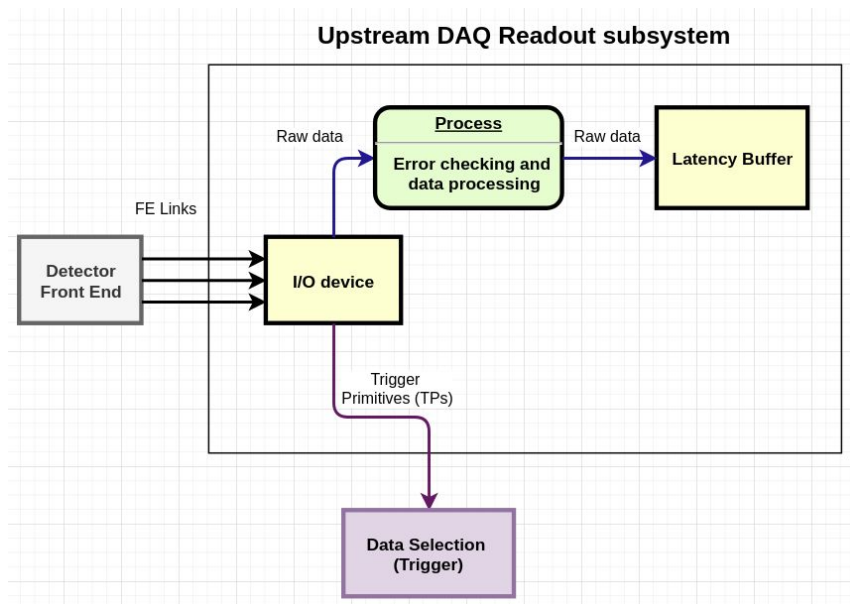 Upstream DAQ Readout subsystem
Process
Raw data
Raw data
Error checking and
data processing
Latency Buffer
FE Links
Detector
Front End
I/O device
Trigger
Primitives (TPs)
Data Selection
(Trigger)